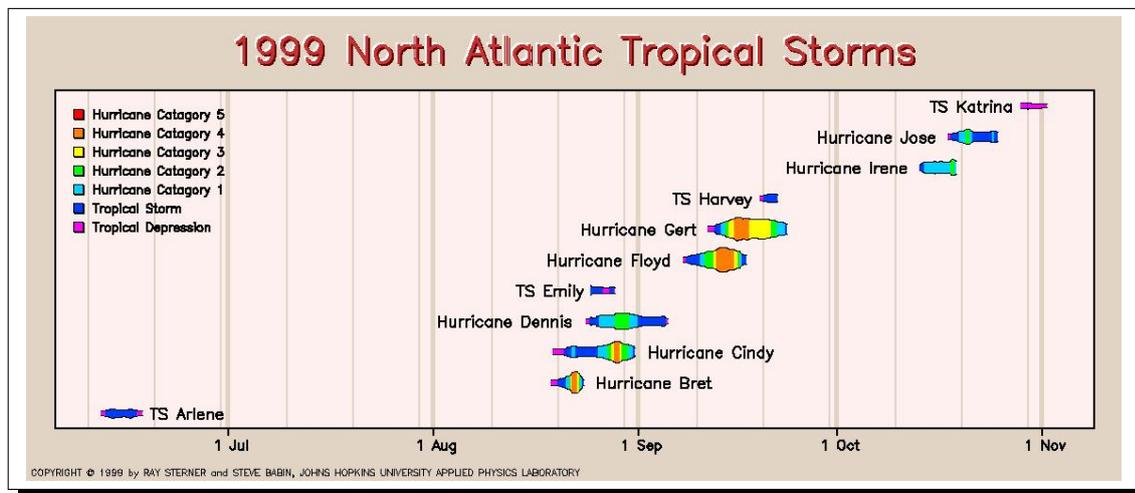 1999 North Atlantic Tropical Storms
Hurricane Catagory 5
Hurricane Catagory 4
Hurricane Catagory 3
Hurricane Catagory 2
Hurricane Catagory 1
Tropical Storm
Tropical Depression
TS Katrina
Hurricane Jose
Hurricane Irene
TS Harvey
Hurricane Gert
Hurricane Floyd
TS Emily
Hurricane Dennis
Hurricane Cindy
Hurricane Bret
TS Arlene
1 Jul 1 Aug 1 Sep 1 Oct 1 Nov
COPYRIGHT © 1999 by RAY STERNER and STEVE BABIN, JOHNS HOPKINS UNIVERSITY APPLIED PHYSICS LABORATORY